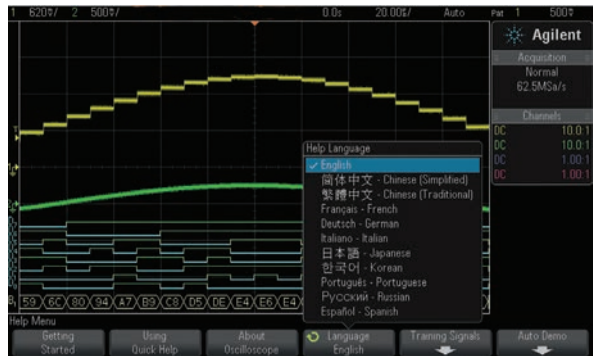 1 620▽/ 2 500▽/ 0.0s 20.00▽/ Auto Pat 1 500▽
Agilent
Acquisition
Normal
62.5MSa/s
Channels
DC 10.0:1
DC 10.0:1
DC 1.00:1
DC 1.00:1
Help Language
✓ English
简体中文 - Chinese (Simplified)
繁體中文 - Chinese (Traditional)
Français - French
Deutsch - German
Italiano - Italian
日本語 - Japanese
한국어 - Korean
Português - Portuguese
Русский - Russian
Español - Spanish
59 6C 80 94 A7 B9 C8 D5 DE E4 E6 E4
Help Menu
Getting Started
Using Quick Help
About Oscilloscope
Language English
Training Signals
Auto Demo